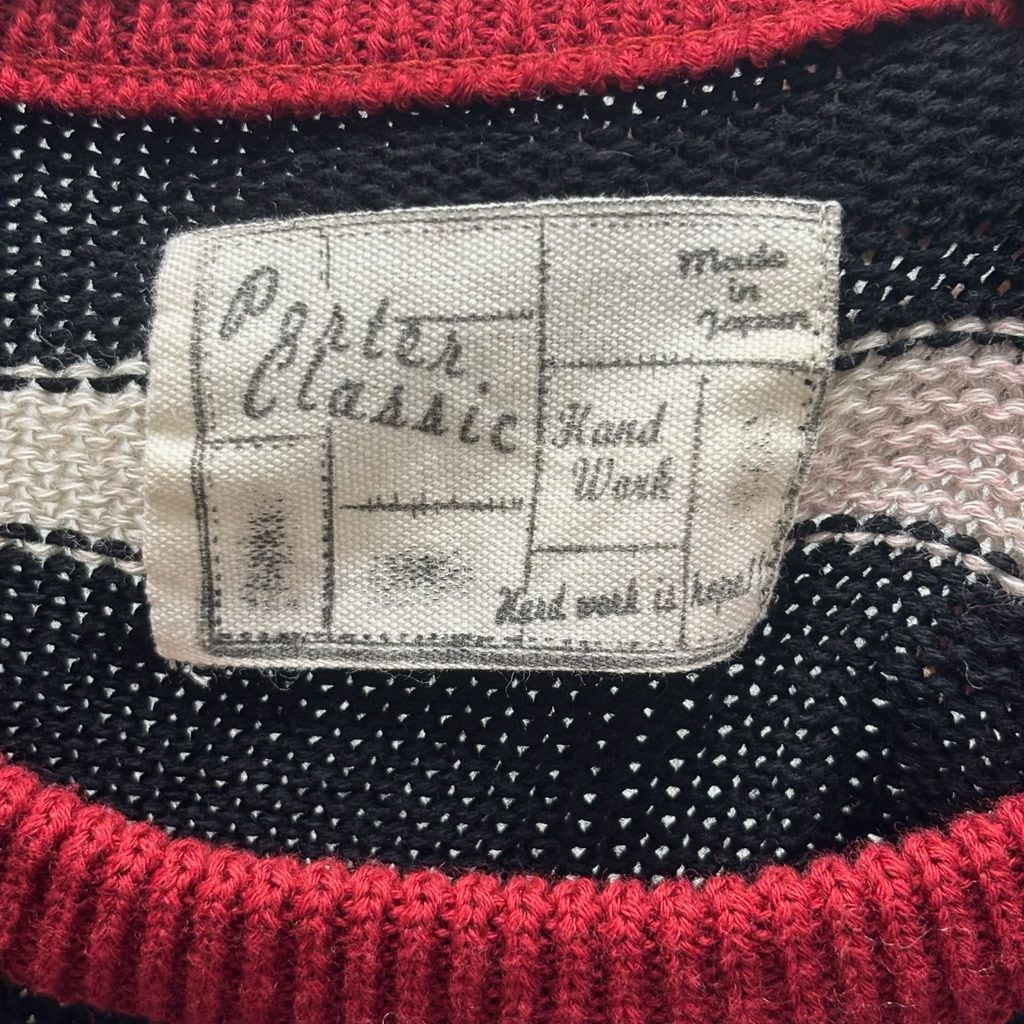 Porter
Classic
Made
in
Japan
Hand
Work
Hard work is hope!!